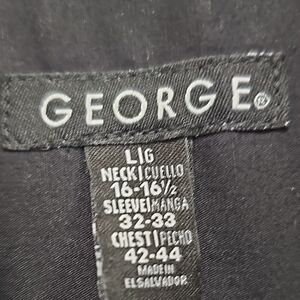 GEORGE®
L|G
NECK|CUELLO
16-16½
SLEEVE|MANGA
32-33
CHEST|PECHO
42-44
MADE IN
EL SALVADOR